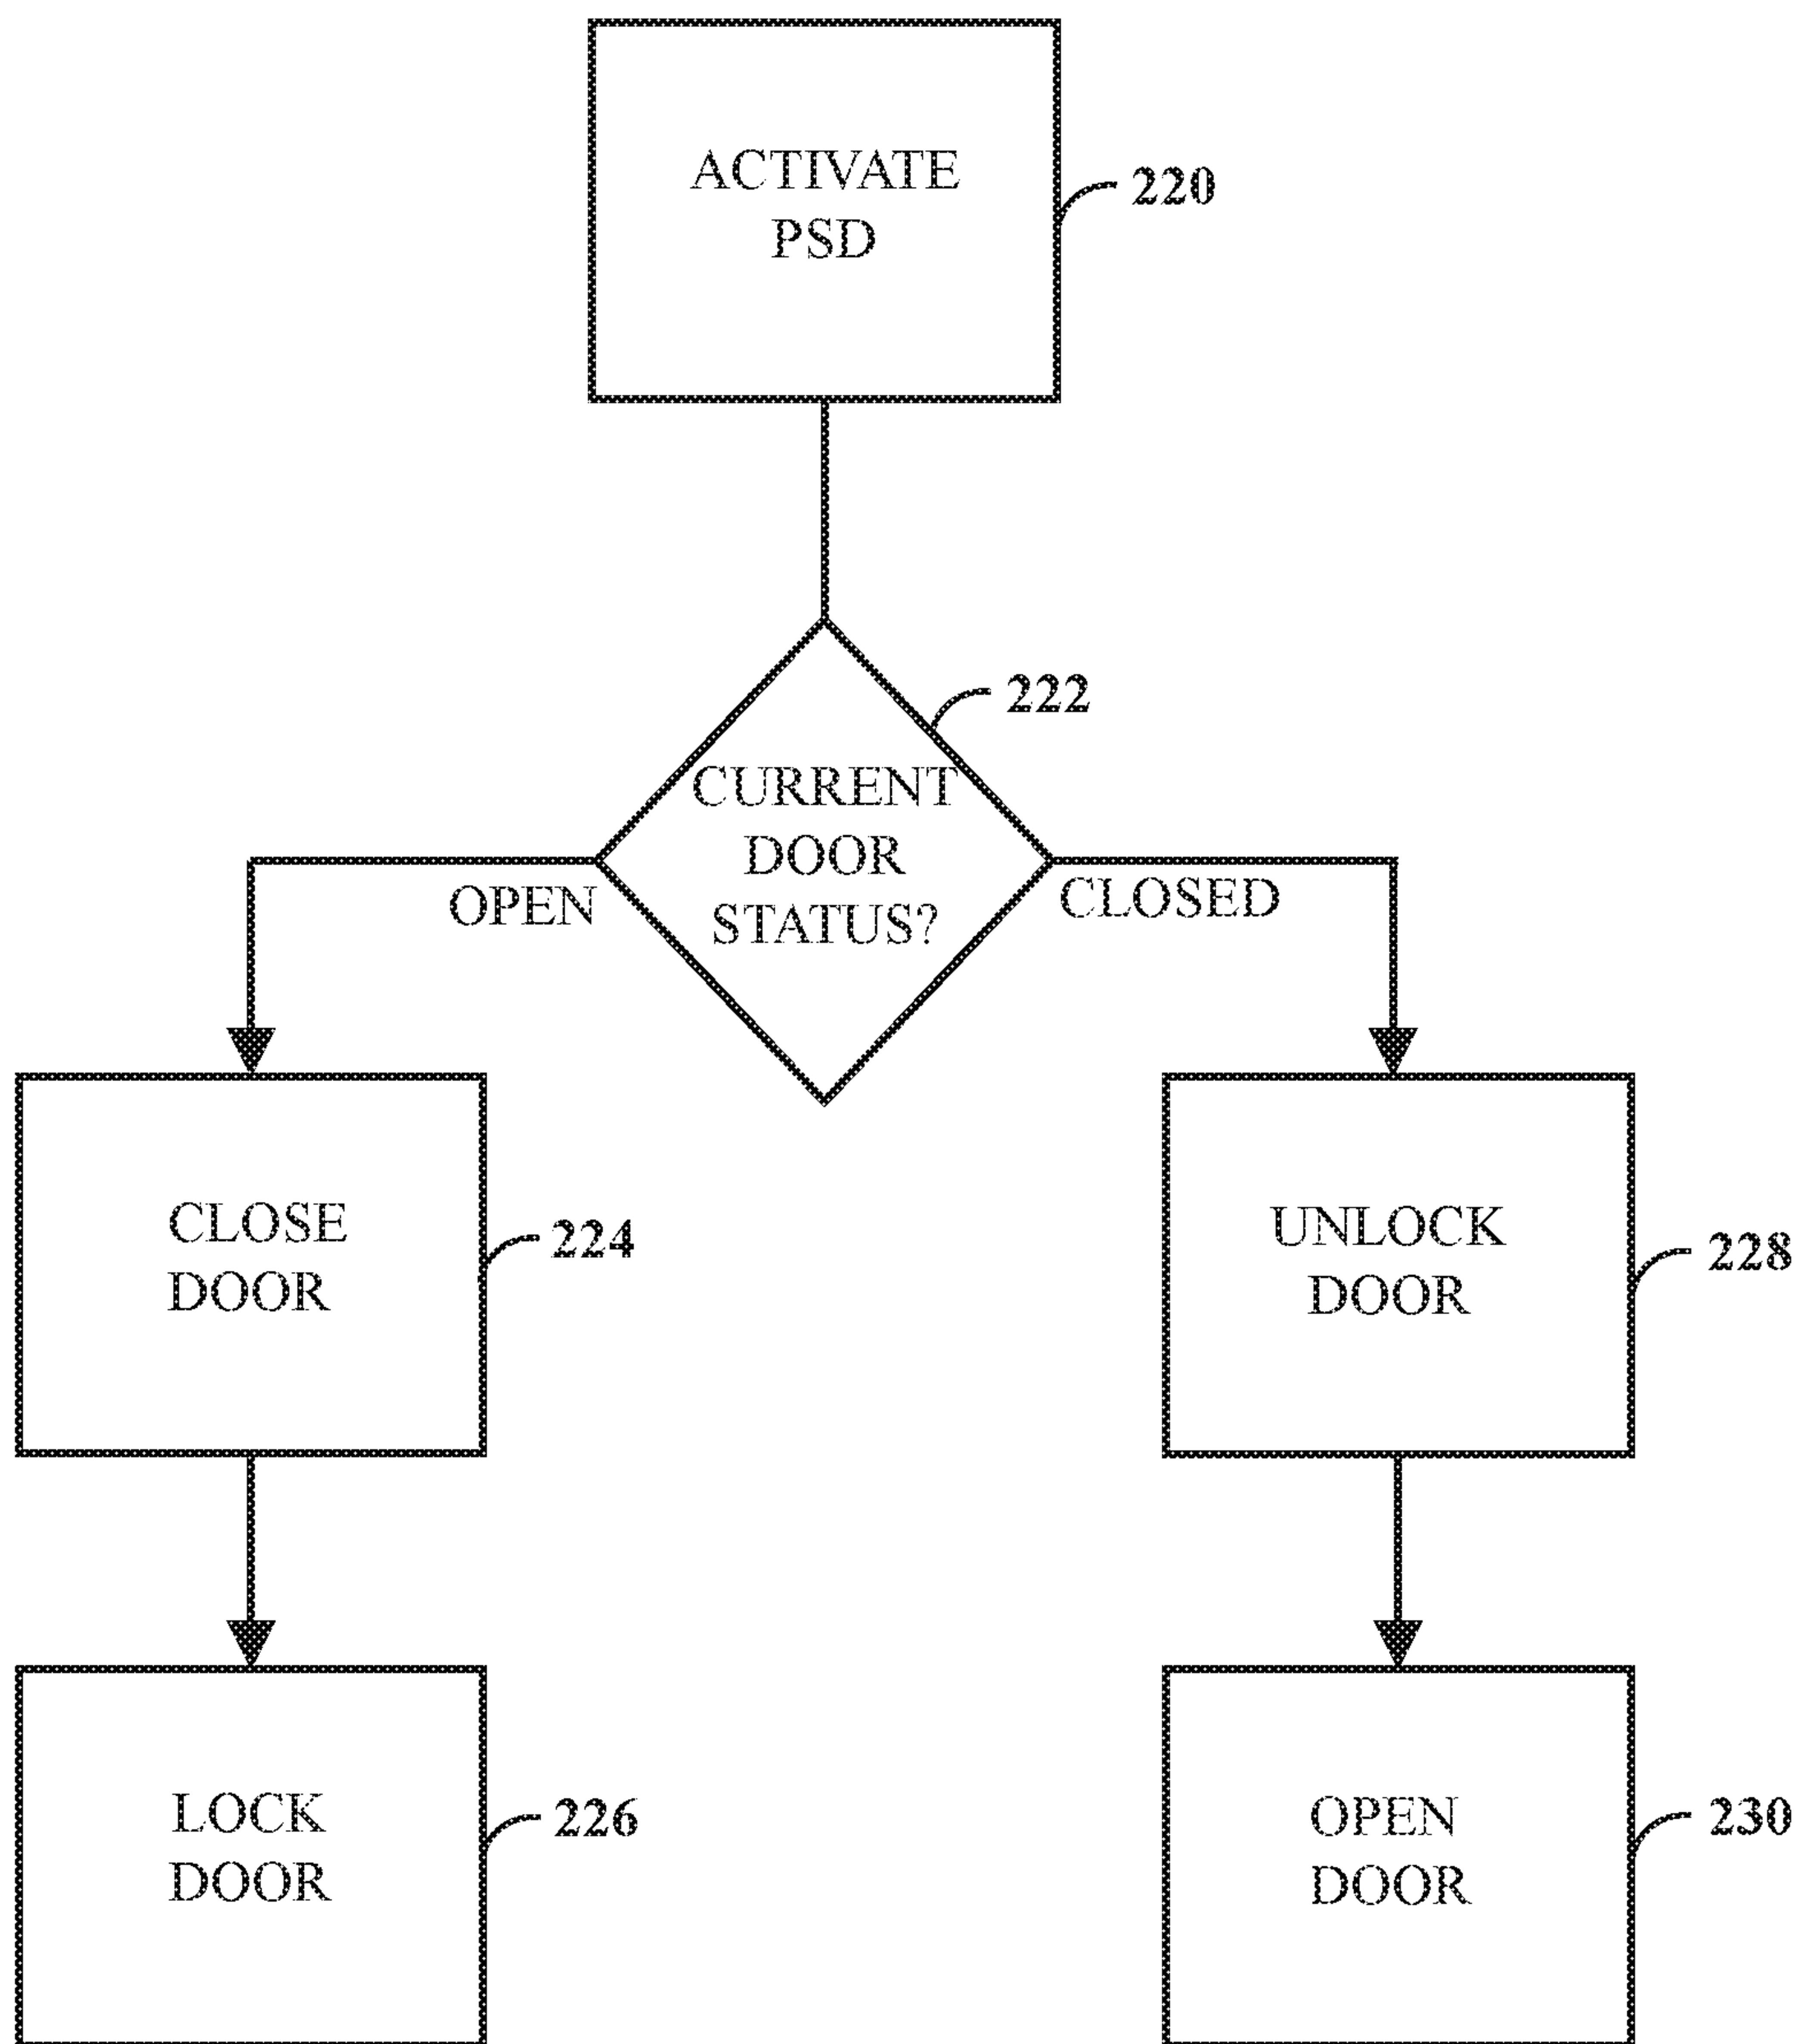 ACTIVATE
PSD
220
222
CURRENT
DOOR
STATUS?
OPEN
CLOSED
CLOSE
DOOR
224
UNLOCK
DOOR
228
LOCK
DOOR
226
OPEN
DOOR
230